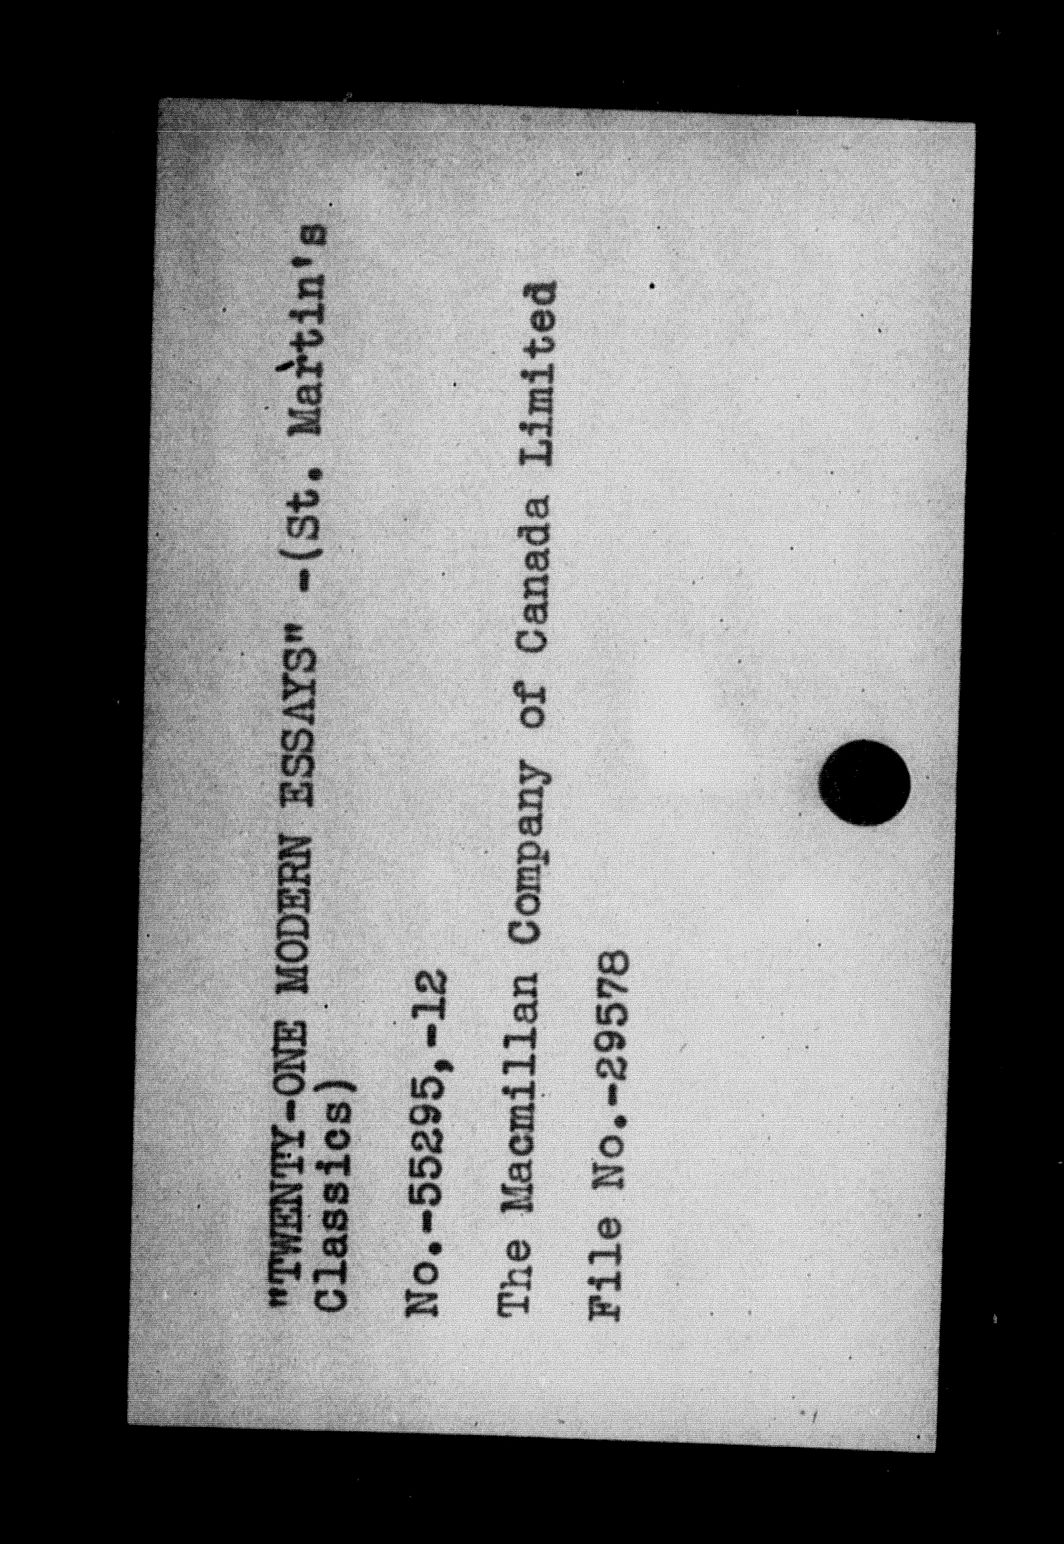 "TWENTY-ONE MODERN ESSAYS" -(St. Martin's
Classics)
No.-55295,-12
The Macmillan Company of Canada Limited
File No.-29578